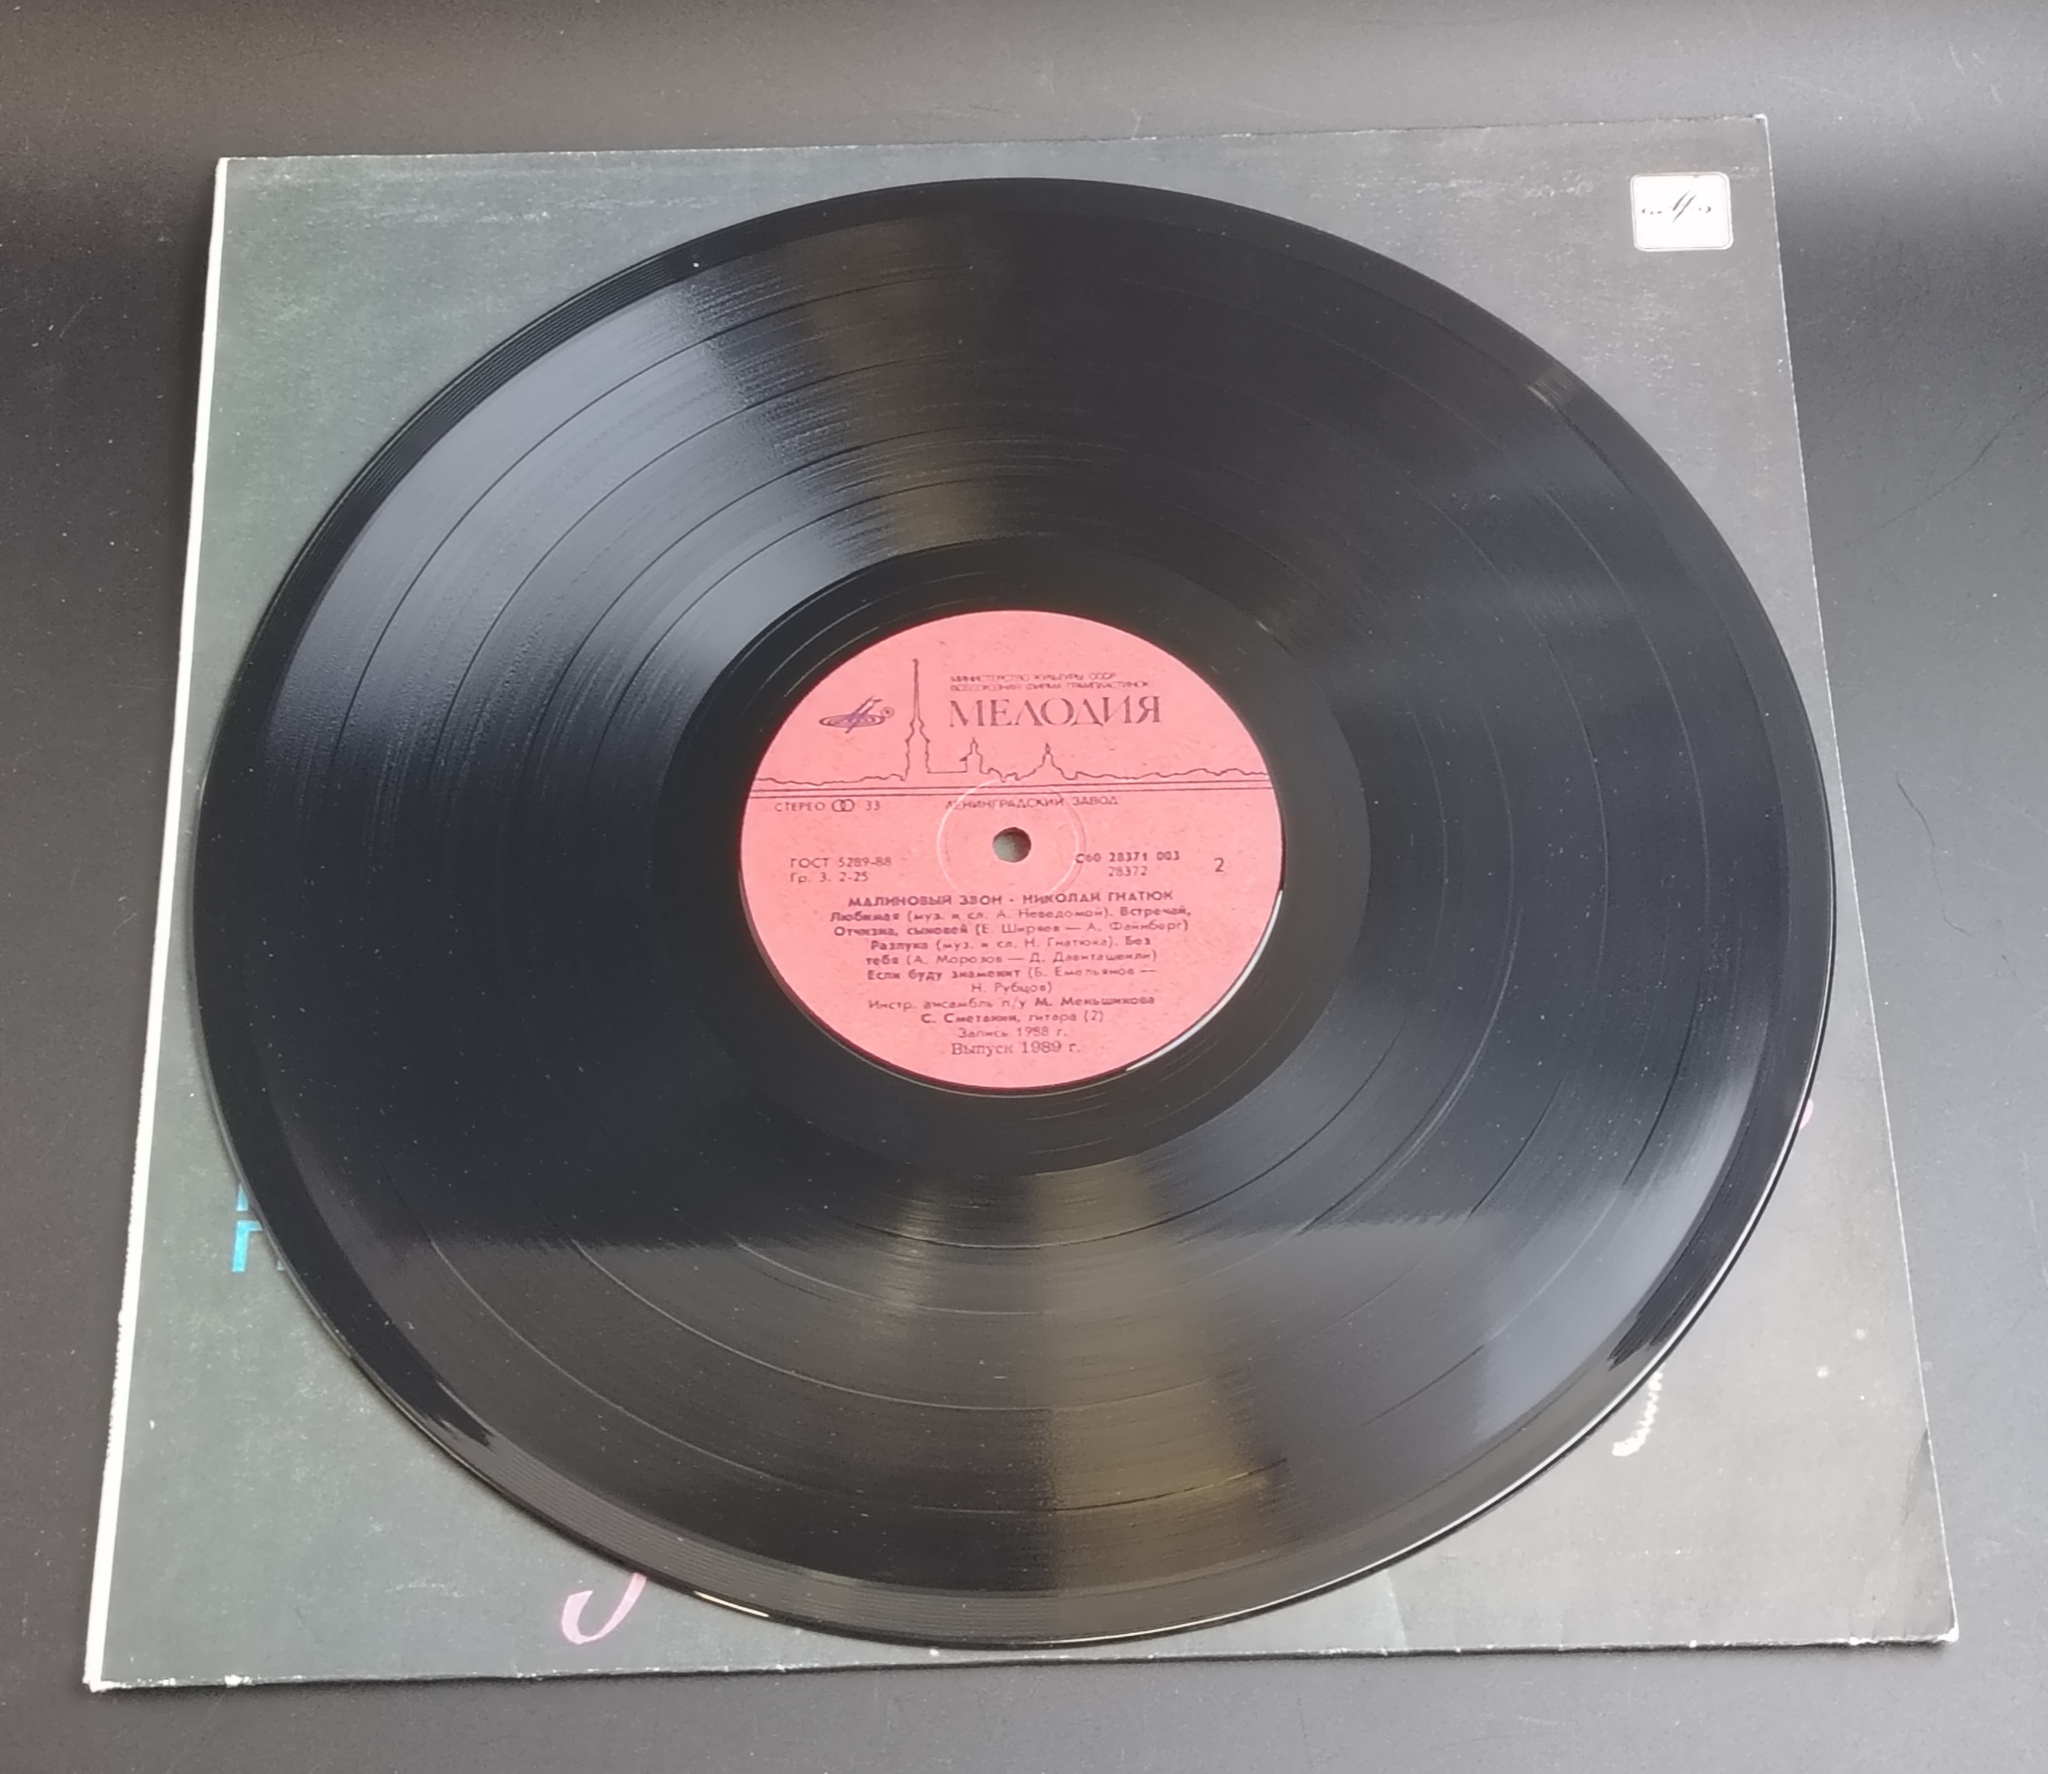 МИНИСТЕРСТВО КУЛЬТУРЫ СССР
ВСЕСОЮЗНАЯ ФИРМА ГРАМПЛАСТИНОК
МЕЛОДИЯ
СТЕРЕО 33 ЛЕНИНГРАДСКИЙ ЗАВОД
ГОСТ 5289-88 С60 28371 003 2
Гр. 3. 2-25 28372
МАЛИНОВЫЙ ЗВОН · НИКОЛАЙ ГНАТЮК
Любимая (муз. и сл. А. Неведомой). Встречай,
Отчизна, сыновей (Е. Ширяев — А. Файнберг)
Разлука (муз. и сл. Н. Гнатюка). Без
тебя (А. Морозов — Д. Давиташвили)
Если буду знаменит (Б. Емельянов —
Н. Рубцов)
Инстр. ансамбль п/у М. Меньшикова
С. Сметанин, гитара (2)
Запись 1988 г.
Выпуск 1989 г.